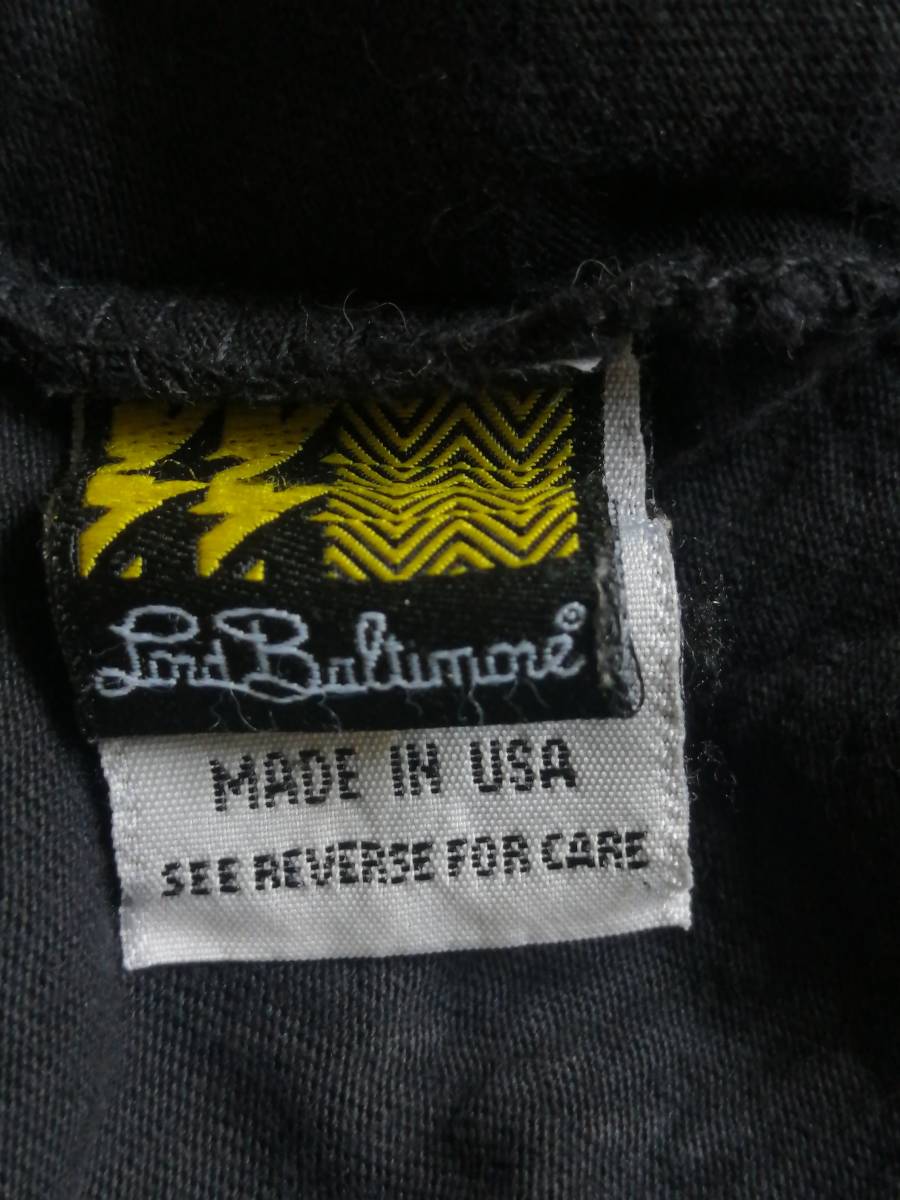 Lord Baltimore©
MADE IN USA
SEE REVERSE FOR CARE